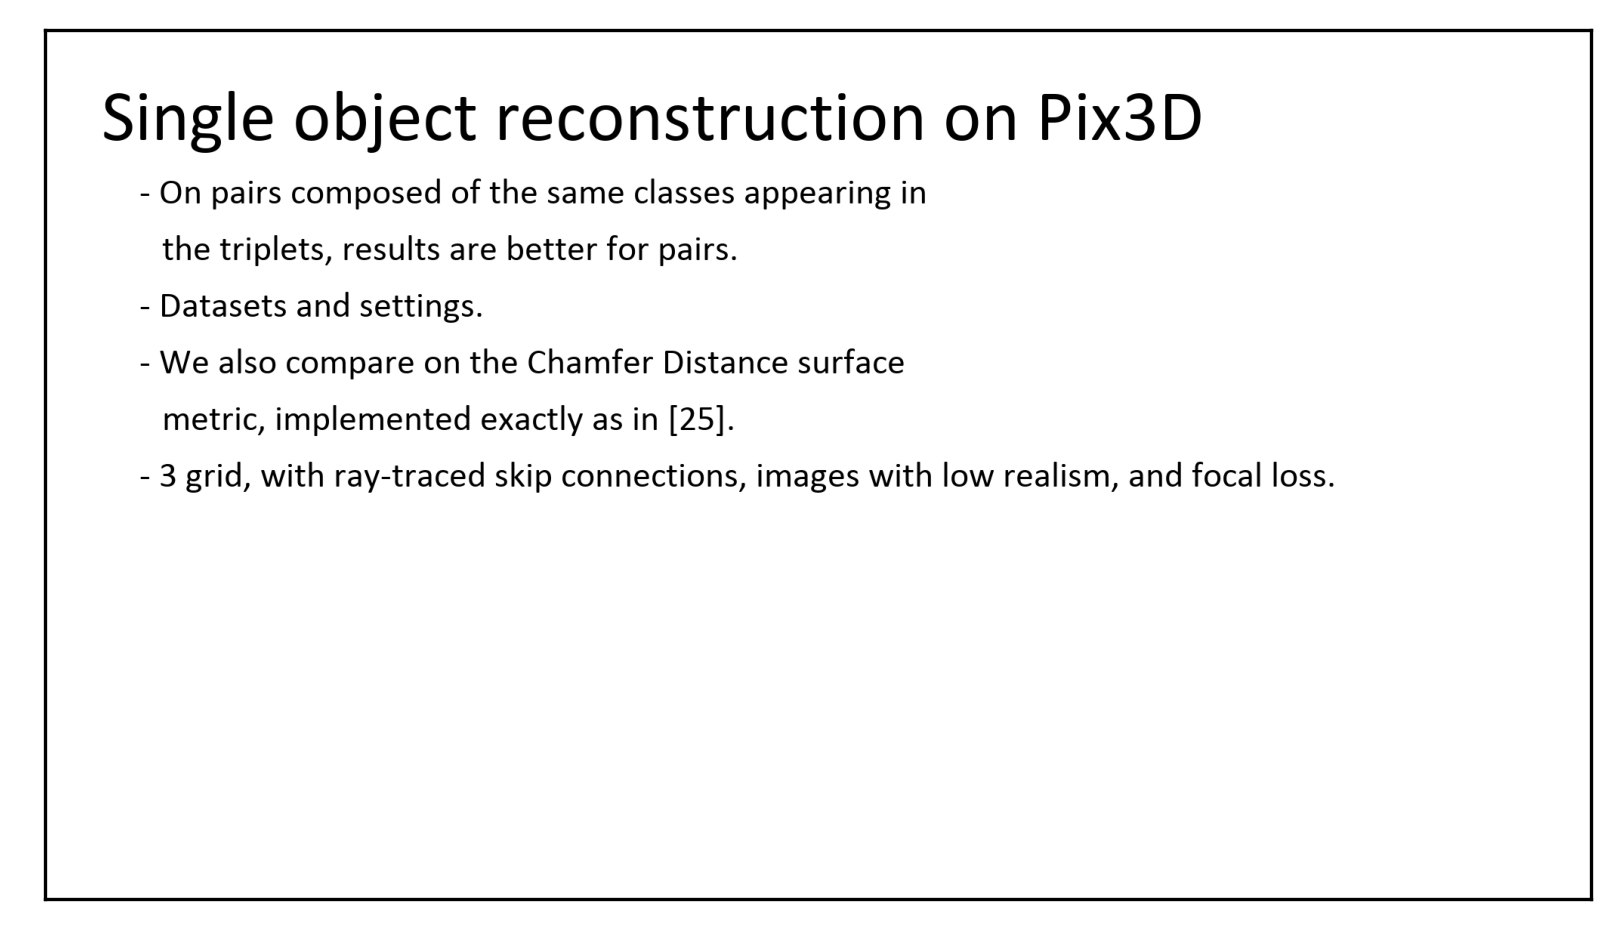 Single object reconstruction on Pix3D
- On pairs composed of the same classes appearing in
the triplets, results are better for pairs.
- Datasets and settings.
- We also compare on the Chamfer Distance surface
metric, implemented exactly as in [25].
- 3 grid, with ray-traced skip connections, images with low realism, and focal loss.